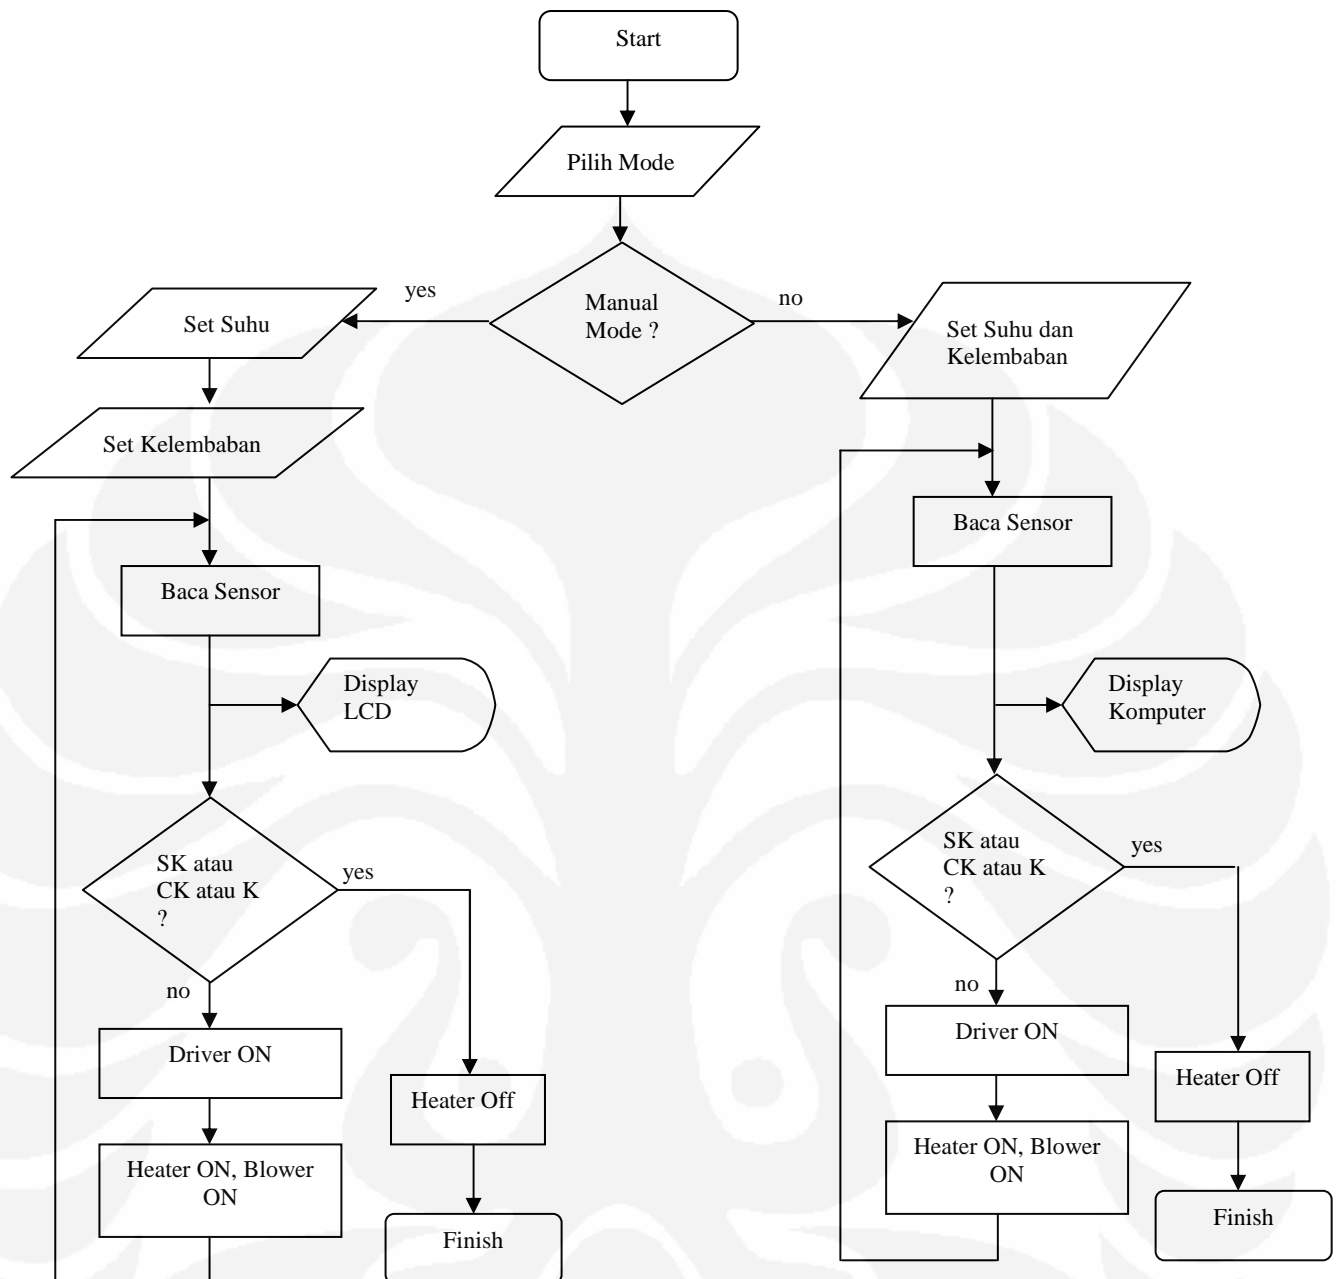 Start
Pilih Mode
Manual
Mode ?
yes
no
Set Suhu
Set Kelembaban
Baca Sensor
Display
LCD
SK atau
CK atau K
?
yes
no
Driver ON
Heater ON, Blower
ON
Heater Off
Finish
Set Suhu dan
Kelembaban
Baca Sensor
Display
Komputer
SK atau
CK atau K
?
yes
no
Driver ON
Heater ON, Blower
ON
Heater Off
Finish